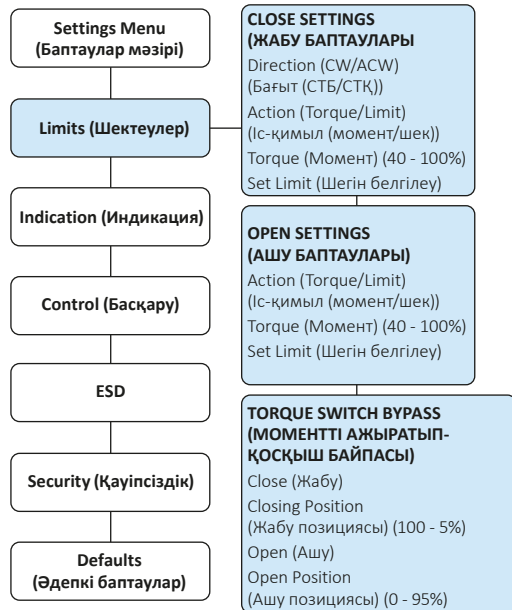 Settings Menu
(Баптаулар мәзірі)
Limits (Шектеулер)
Indication (Индикация)
Control (Басқару)
ESD
Security (Қауіпсіздік)
Defaults
(Әдепкі баптаулар)
CLOSE SETTINGS
(ЖАБУ БАПТАУЛАРЫ
Direction (CW/ACW)
(Бағыт (СТБ/СТҚ))
Action (Torque/Limit)
(Іс-қимыл (момент/шек))
Torque (Момент) (40 - 100%)
Set Limit (Шегін белгілеу)
OPEN SETTINGS
(АШУ БАПТАУЛАРЫ)
Action (Torque/Limit)
(Іс-қимыл (момент/шек))
Torque (Момент) (40 - 100%)
Set Limit (Шегін белгілеу)
TORQUE SWITCH BYPASS
(МОМЕНТТІ АЖЫРАТЫП-
ҚОСҚЫШ БАЙПАСЫ)
Close (Жабу)
Closing Position
(Жабу позициясы) (100 - 5%)
Open (Ашу)
Open Position
(Ашу позициясы) (0 - 95%)